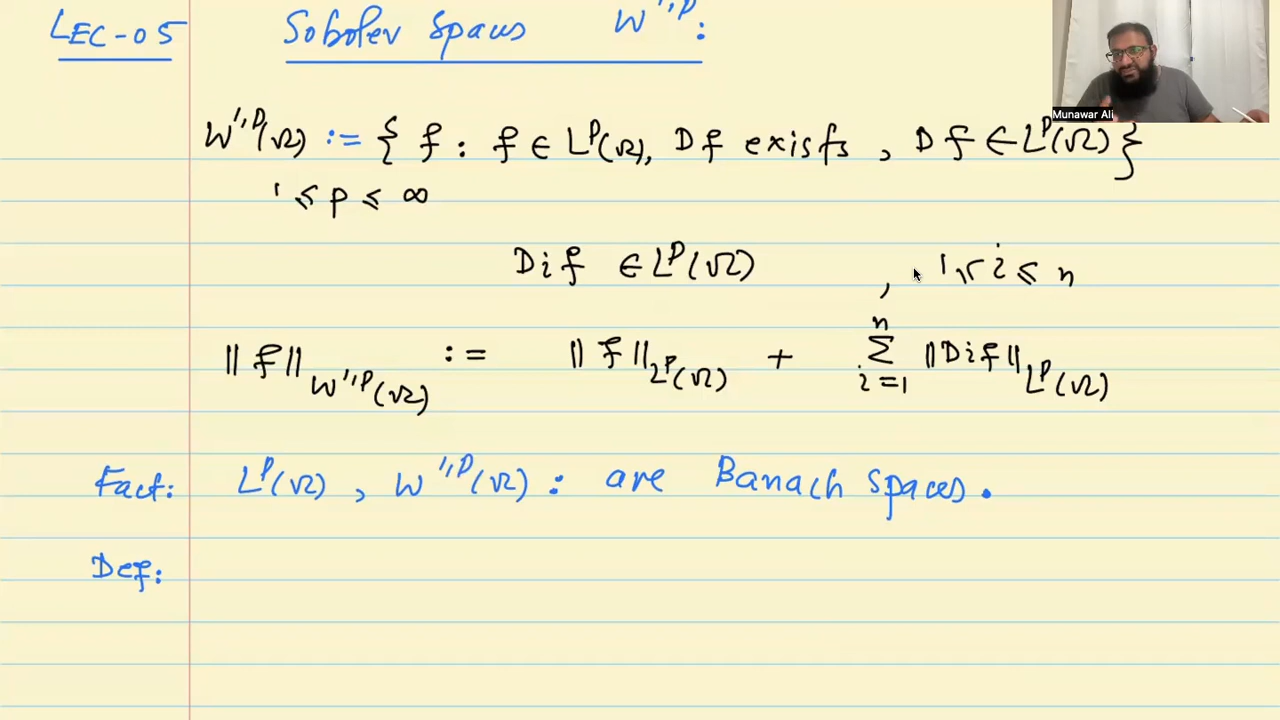 LEC-05 Sobolev Spaces W^{1,p}:
Munawar Ali
W^{1,p}(Ω) := { f : f ∈ L^p(Ω), Df exists, Df ∈ L^p(Ω) }
1 ≤ p ≤ ∞
D_i f ∈ L^p(Ω) , 1 ≤ i ≤ n
‖f‖_{W^{1,p}(Ω)} := ‖f‖_{L^p(Ω)} + ∑_{i=1}^{n} ‖D_i f‖_{L^p(Ω)}
Fact: L^p(Ω), W^{1,p}(Ω): are Banach spaces.
Def: